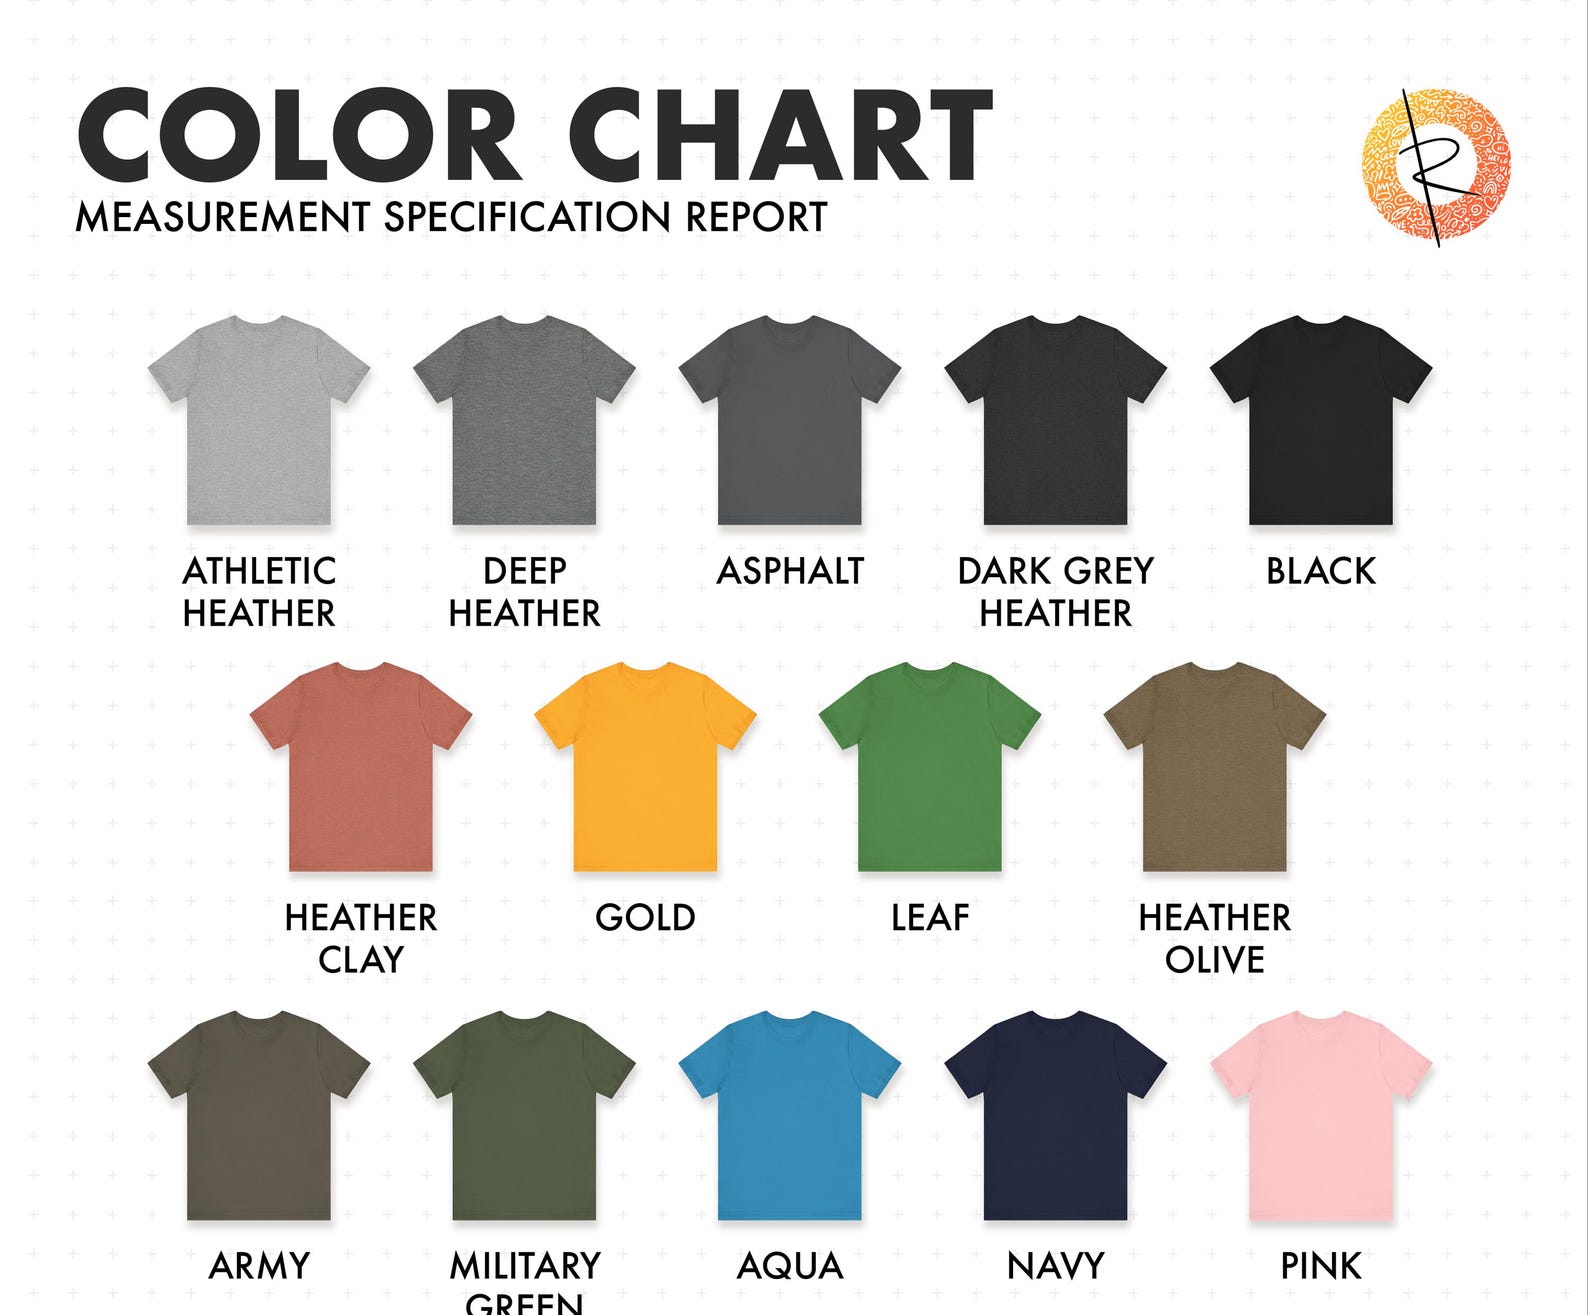 COLOR CHART
MEASUREMENT SPECIFICATION REPORT
ATHLETIC
HEATHER
DEEP
HEATHER
ASPHALT
DARK GREY
HEATHER
BLACK
HEATHER
CLAY
GOLD
LEAF
HEATHER
OLIVE
ARMY
MILITARY
GREEN
AQUA
NAVY
PINK